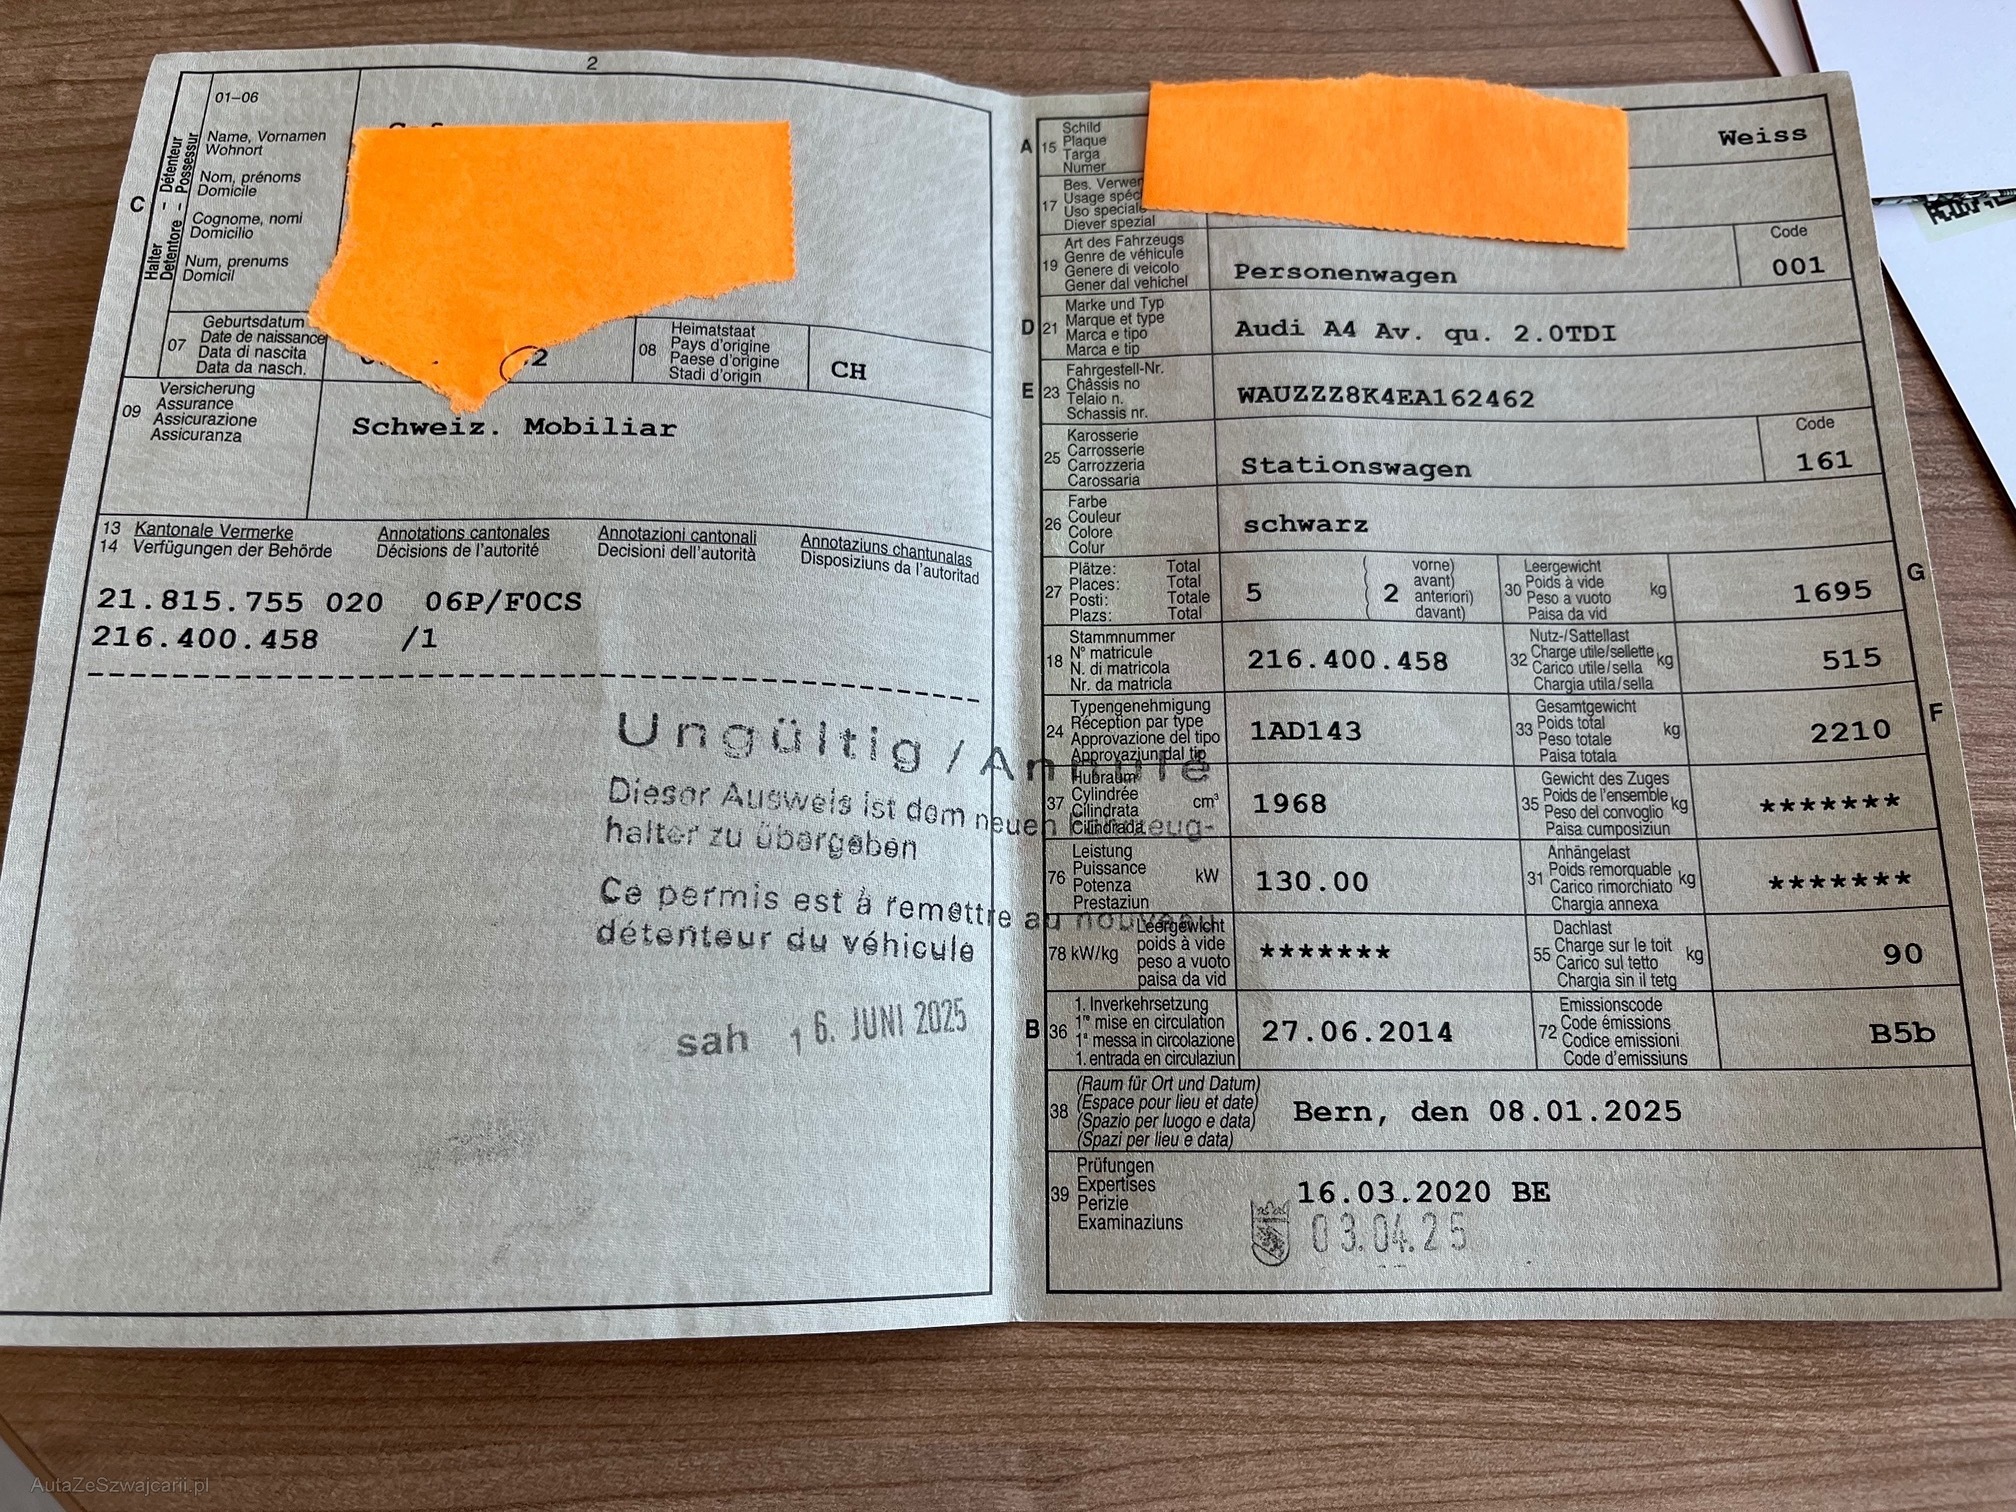 2
01–06
C
Halter – Détenteur
Detentore – Possessur
Name, Vornamen
Wohnort
Nom, prénoms
Domicile
Cognome, nomi
Domicilio
Num, prenums
Domicil
07
Geburtsdatum
Date de naissance
Data di nascita
Data da nasch.
2
08
Heimatstaat
Pays d'origine
Paese d'origine
Stadi d'origin
CH
09
Versicherung
Assurance
Assicurazione
Assicuranza
Schweiz. Mobiliar
13 Kantonale Vermerke Annotations cantonales Annotazioni cantonali Annotaziuns chantunalas
14 Verfügungen der Behörde Décisions de l'autorité Decisioni dell'autorità Disposiziuns da l'autoritad
21.815.755 020 06P/F0CS
216.400.458 /1
Ungültig / Annulé
Dieser Ausweis ist dem neuen Fahrzeug-
halter zu übergeben
Ce permis est à remettre au nouveau
détenteur du véhicule
sah 16. JUNI 2025
A
15
Schild
Plaque
Targa
Numer
Weiss
17
Bes. Verwen
Usage spéc
Uso speciale
Diever spezial
19
Art des Fahrzeugs
Genre de véhicule
Genere di veicolo
Gener dal vehichel
Personenwagen
Code
001
D
21
Marke und Typ
Marque et type
Marca e tipo
Marca e tip
Audi A4 Av. qu. 2.0TDI
E
23
Fahrgestell-Nr.
Châssis no
Telaio n.
Schassis nr.
WAUZZZ8K4EA162462
25
Karosserie
Carrosserie
Carrozzeria
Carossaria
Stationswagen
Code
161
26
Farbe
Couleur
Colore
Colur
schwarz
27
Plätze: Total
Places: Total
Posti: Totale
Plazs: Total
5
2
vorne)
avant)
anteriori)
davant)
30
Leergewicht
Poids à vide
Peso a vuoto
Paisa da vid
kg
1695
G
18
Stammnummer
N° matricule
N. di matricola
Nr. da matricla
216.400.458
32
Nutz-/Sattellast
Charge utile/sellette
Carico utile/sella
Chargia utila/sella
kg
515
24
Typengenehmigung
Réception par type
Approvazione del tipo
Approvaziun dal tip
1AD143
33
Gesamtgewicht
Poids total
Peso totale
Paisa totala
kg
2210
F
37
Hubraum
Cylindrée
Cilindrata
Cilindrada
cm³
1968
35
Gewicht des Zuges
Poids de l'ensemble
Peso del convoglio
Paisa cumposiziun
kg
*******
76
Leistung
Puissance
Potenza
Prestaziun
kW
130.00
31
Anhängelast
Poids remorquable
Carico rimorchiato
Chargia annexa
kg
*******
78 kW/kg
Leergewicht
poids à vide
peso a vuoto
paisa da vid
*******
55
Dachlast
Charge sur le toit
Carico sul tetto
Chargia sin il tetg
kg
90
B
36
1. Inverkehrsetzung
1re mise en circulation
1a messa in circolazione
1. entrada en circulaziun
27.06.2014
72
Emissionscode
Code émissions
Codice emissioni
Code d'emissiuns
B5b
38
(Raum für Ort und Datum)
(Espace pour lieu et date)
(Spazio per luogo e data)
(Spazi per lieu e data)
Bern, den 08.01.2025
39
Prüfungen
Expertises
Perizie
Examinaziuns
16.03.2020 BE
03.04.25
AutaZeSzwajcarii.pl